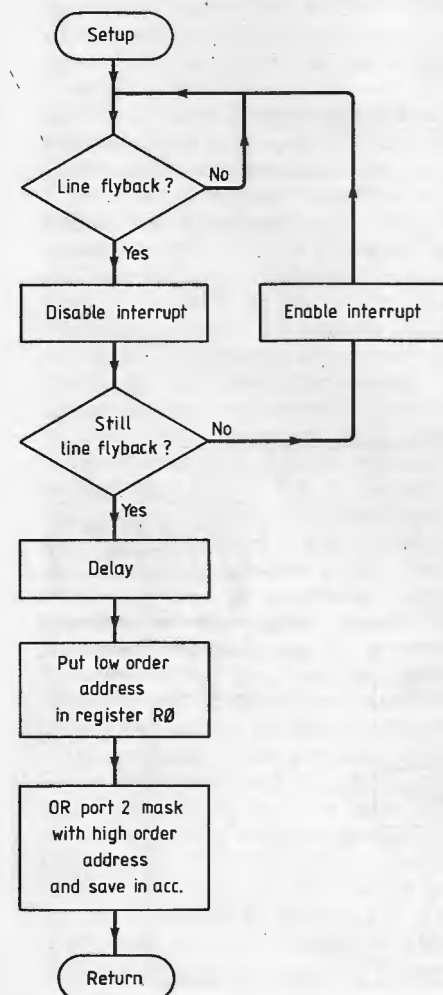 Setup
Line flyback ?
No
Yes
Disable interrupt
Enable interrupt
Still
line flyback ?
No
Yes
Delay
Put low order
address
in register RØ
OR port 2 mask
with high order
address
and save in acc.
Return